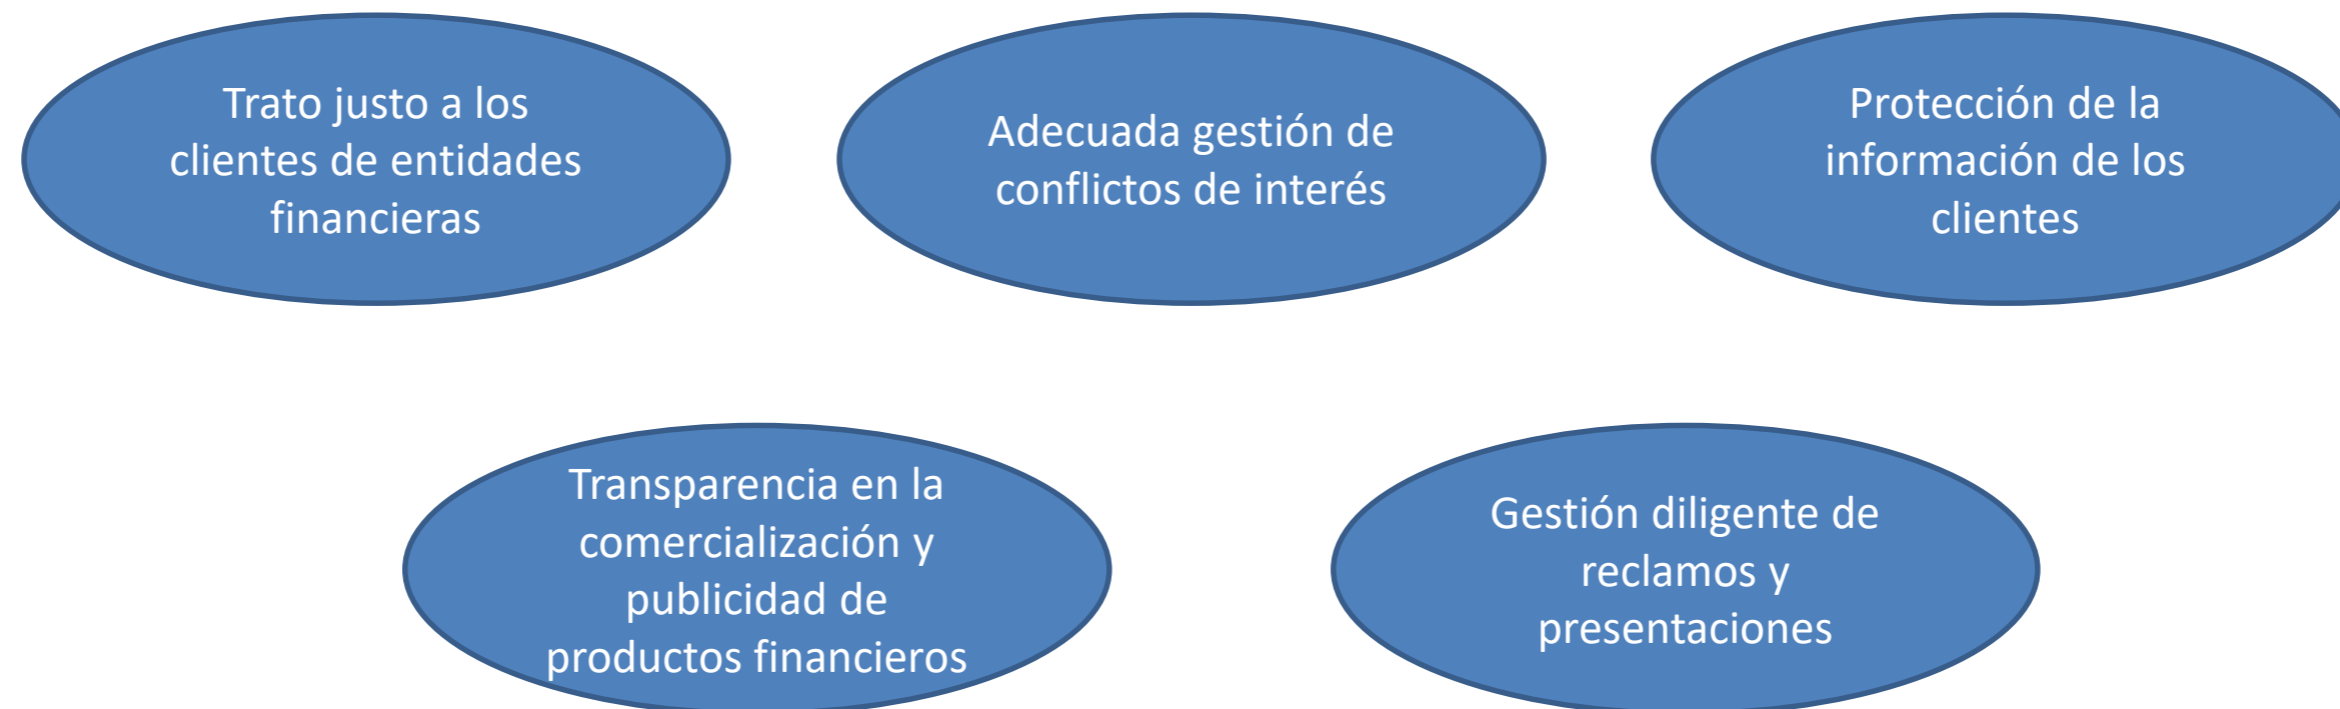 Trato justo a los
clientes de entidades
financieras
Adecuada gestión de
conflictos de interés
Protección de la
información de los
clientes
Transparencia en la
comercialización y
publicidad de
productos financieros
Gestión diligente de
reclamos y
presentaciones